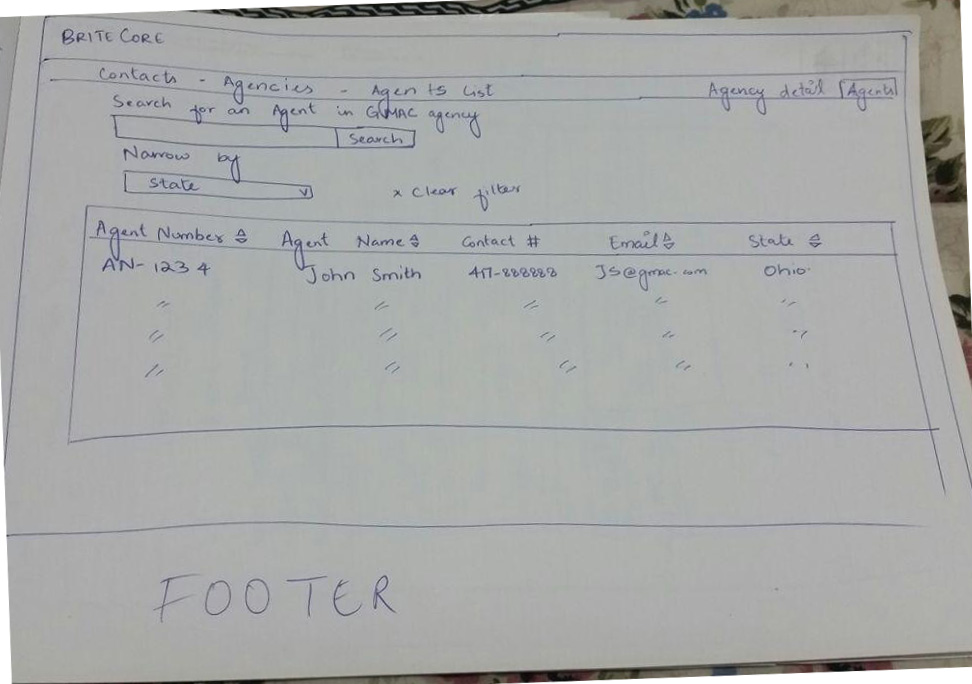 BRITE CORE
Contacts - Agencies - Agents List Agency detail Agents
Search for an Agent in GMAC agency
Search
Narrow by
State v x Clear filter
Agent Number Agent Name Contact # Email State
AN-1234 John Smith 417-888888 JS@gmac.com Ohio
" " " " "
" " " " "
" " " " "
FOOTER